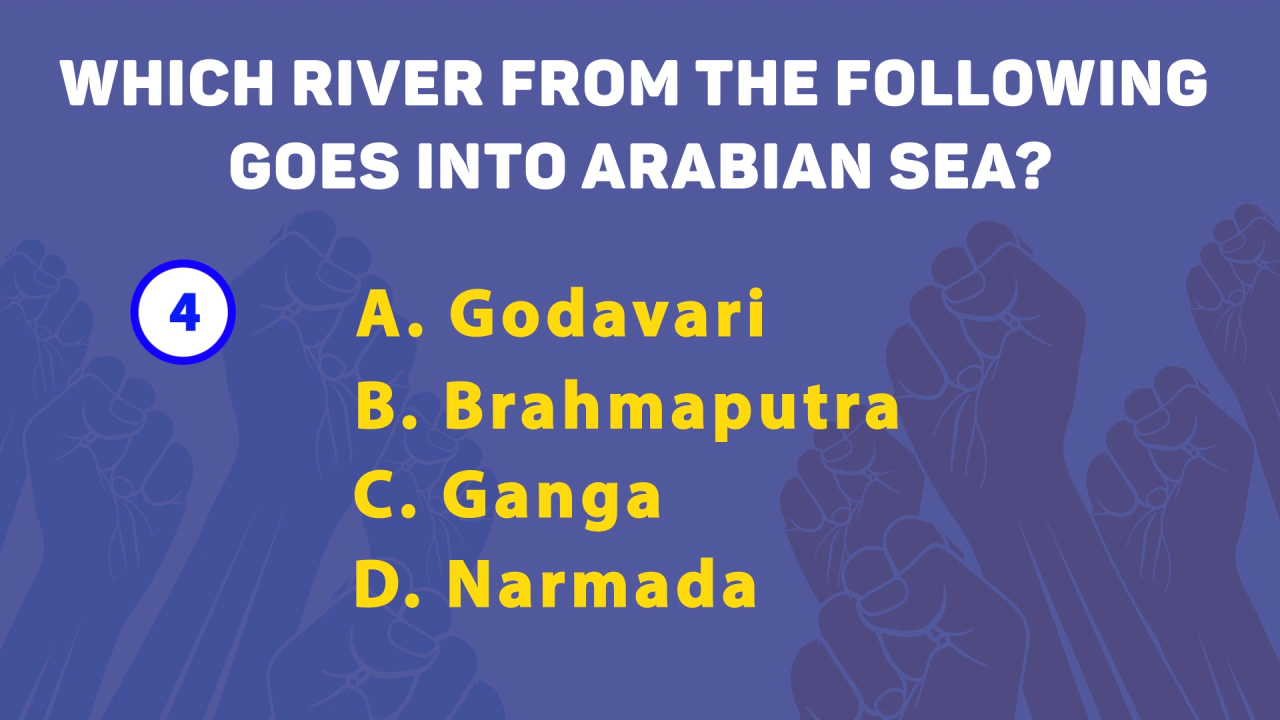 WHICH RIVER FROM THE FOLLOWING
GOES INTO ARABIAN SEA?
4
A. Godavari
B. Brahmaputra
C. Ganga
D. Narmada